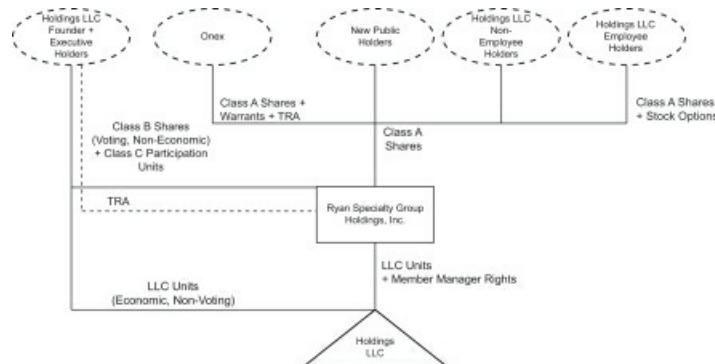 Holdings LLC
Founder +
Executive
Holders
Onex
New Public
Holders
Holdings LLC
Non-
Employee
Holders
Holdings LLC
Employee
Holders
Class A Shares +
Warrants + TRA
Class A Shares
+ Stock Options
Class B Shares
(Voting, Non-Economic)
+ Class C Participation
Units
Class A
Shares
TRA
Ryan Specialty Group
Holdings, Inc.
LLC Units
+ Member Manager Rights
LLC Units
(Economic, Non-Voting)
Holdings
LLC